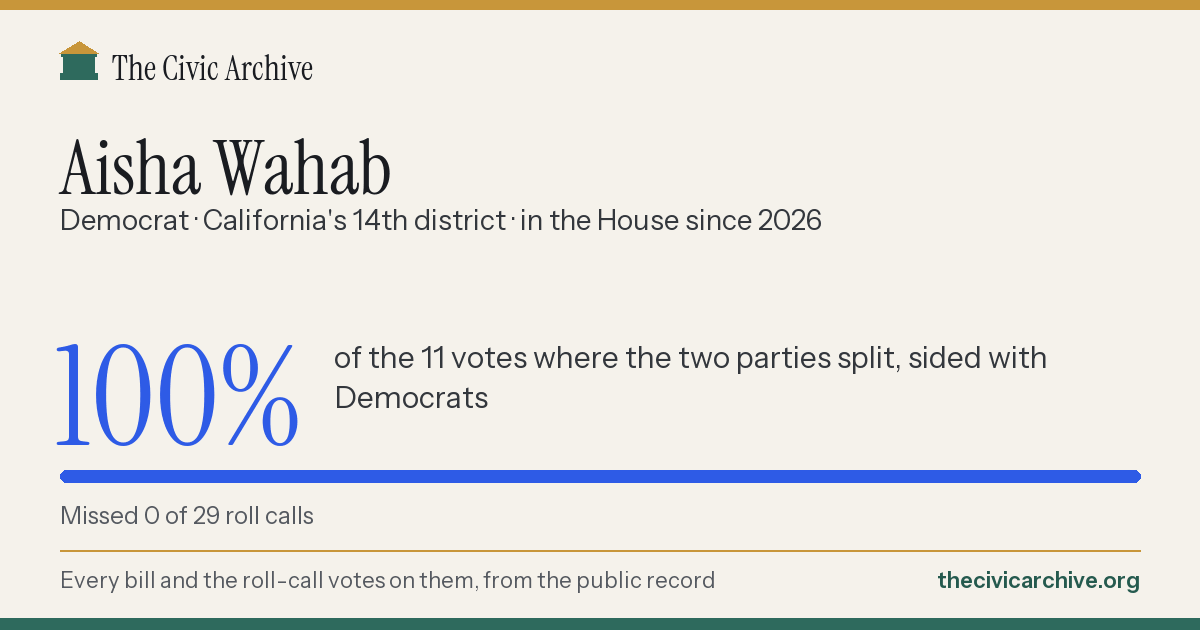 The Civic Archive
Aisha Wahab
Democrat · California's 14th district · in the House since 2026
100%
of the 11 votes where the two parties split, sided with
Democrats
Missed 0 of 29 roll calls
Every bill and the roll-call votes on them, from the public record
thecivicarchive.org